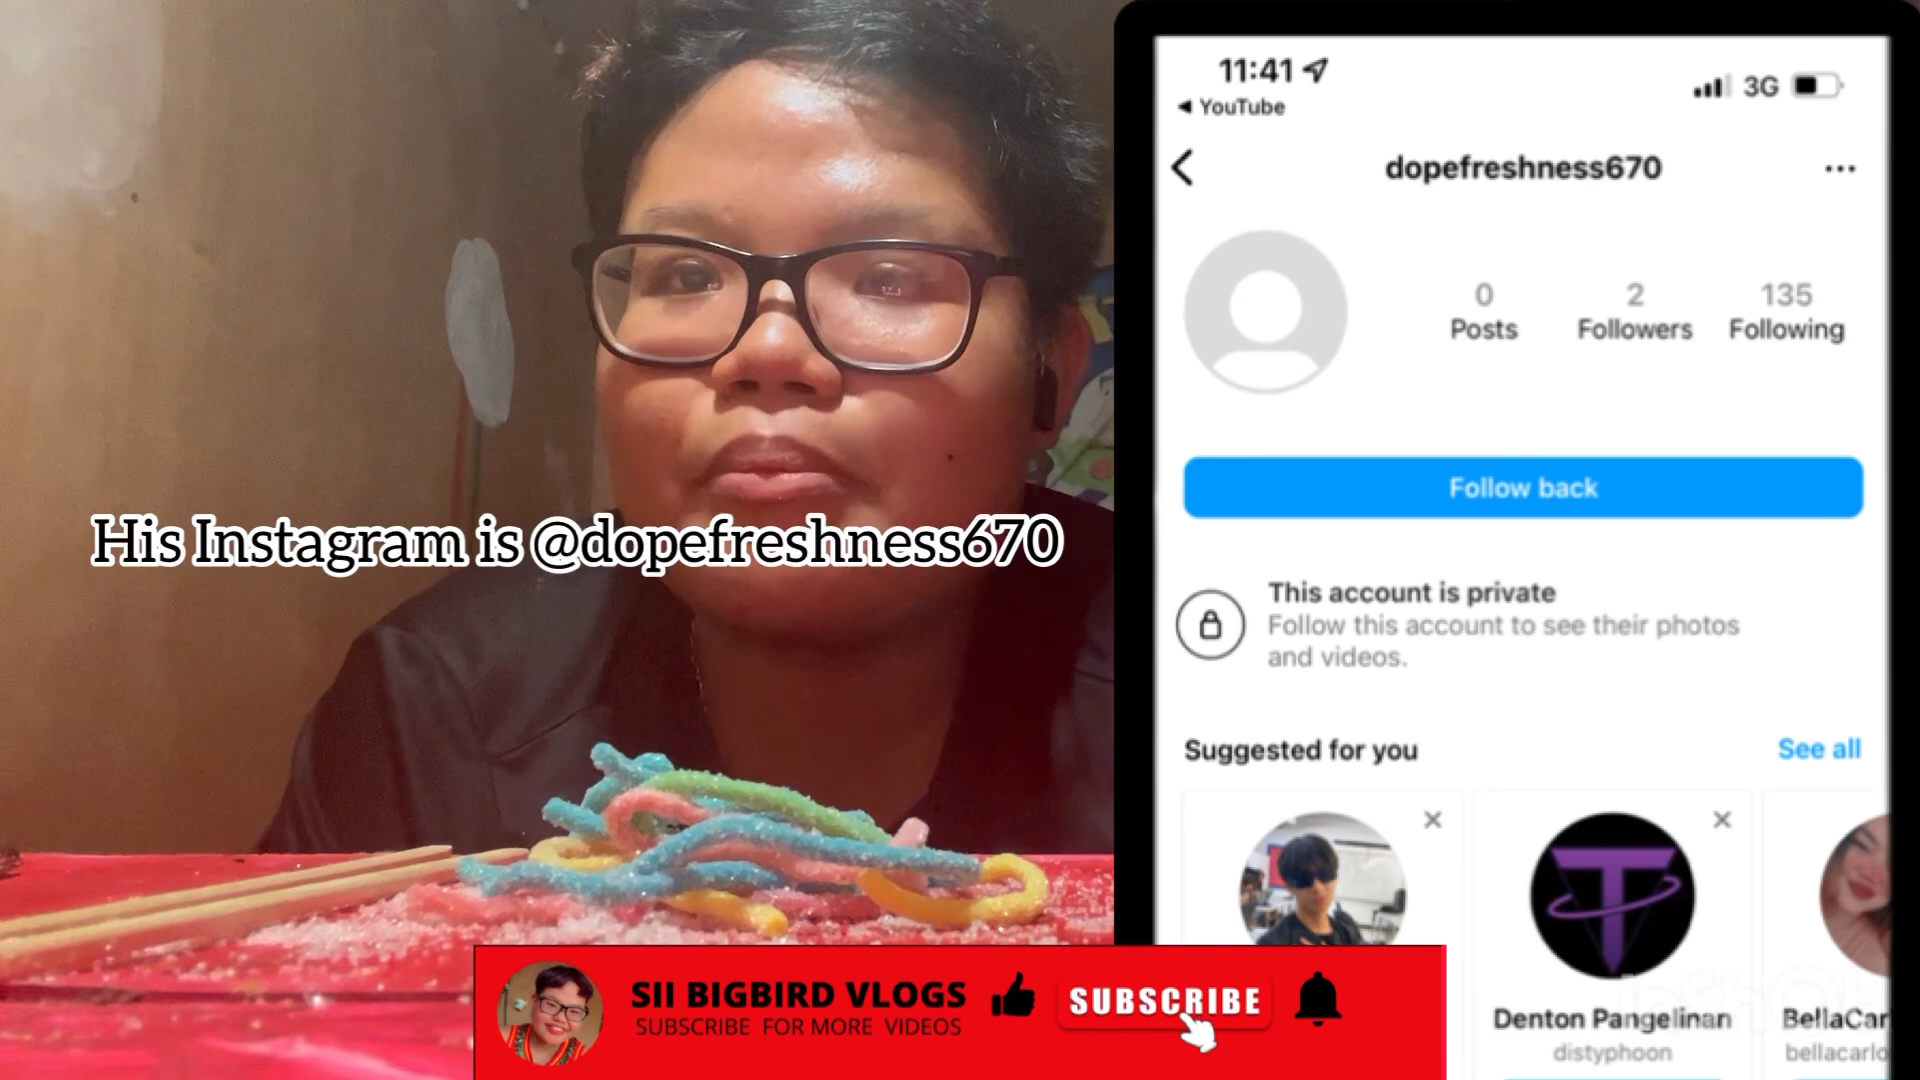 11:41
3G
◄ YouTube
dopefreshness670
0
2
135
Posts
Followers
Following
Follow back
This account is private
Follow this account to see their photos
and videos.
His Instagram is @dopefreshness670
Suggested for you
See all
Denton Pangelinan
BellaCar
distyphoon
bellacarlo
SII BIGBIRD VLOGS
SUBSCRIBE FOR MORE VIDEOS
SUBSCRIBE